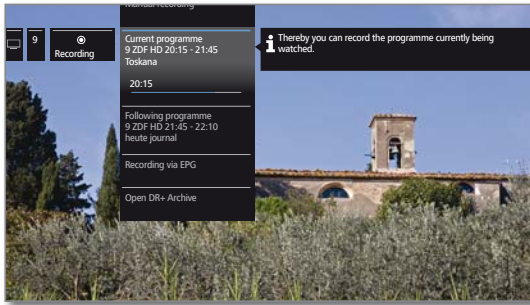 Manual recording
9
Recording
Current programme
9 ZDF HD 20:15 - 21:45
Toskana
20:15
Following programme
9 ZDF HD 21:45 - 22:10
heute journal
Recording via EPG
Open DR+ Archive
i
Thereby you can record the programme currently being
watched.